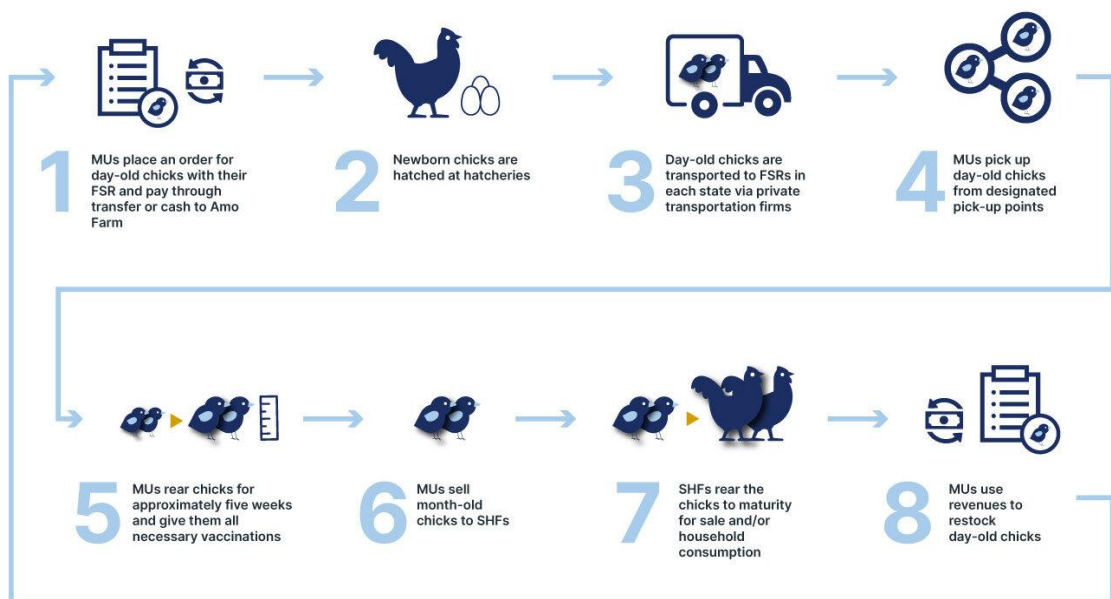 1
MUs place an order for
day-old chicks with their
FSR and pay through
transfer or cash to Amo
Farm
2
Newborn chicks are
hatched at hatcheries
3
Day-old chicks are
transported to FSRs in
each state via private
transportation firms
4
MUs pick up
day-old chicks
from designated
pick-up points
5
MUs rear chicks for
approximately five weeks
and give them all
necessary vaccinations
6
MUs sell
month-old
chicks to SHFs
7
SHFs rear the
chicks to maturity
for sale and/or
household
consumption
8
MUs use
revenues to
restock
day-old chicks